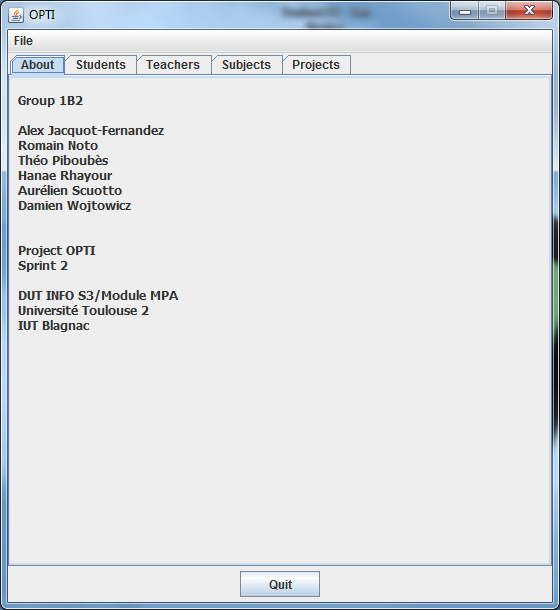 OPTI
File
About Students Teachers Subjects Projects
Group 1B2
Alex Jacquot-Fernandez
Romain Noto
Théo Piboubès
Hanae Rhayour
Aurélien Scuotto
Damien Wojtowicz
Project OPTI
Sprint 2
DUT INFO S3/Module MPA
Université Toulouse 2
IUT Blagnac
Quit